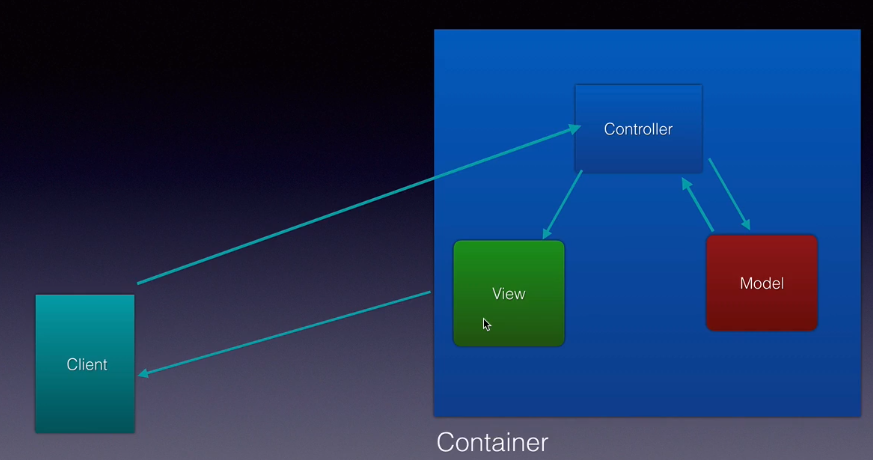 Controller
View
Model
Client
Container